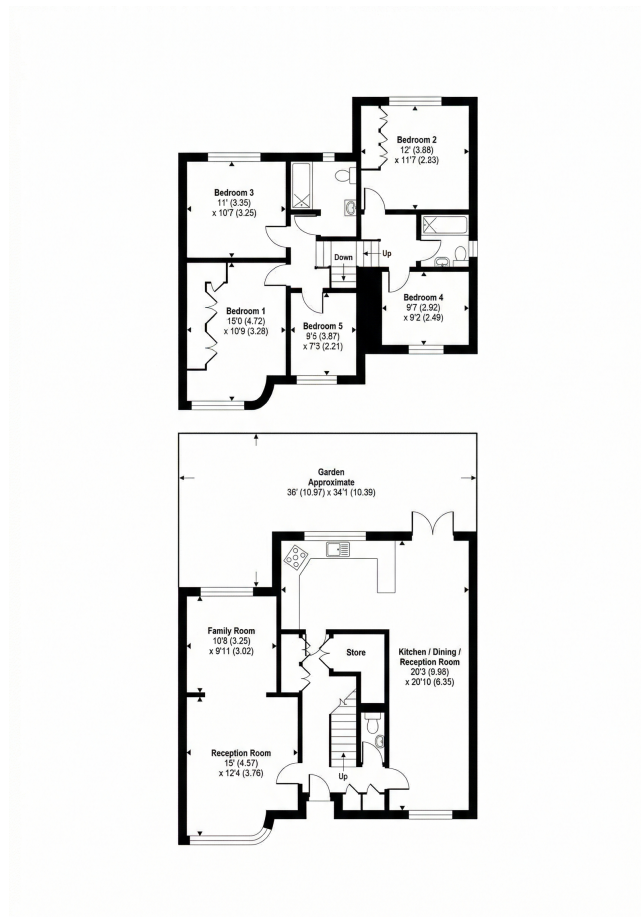 Bedroom 2
12' (3.88)
x 11'7 (2.83)
Bedroom 3
11' (3.35)
x 10'7 (3.25)
Down
Up
Bedroom 1
15'0 (4.72)
x 10'9 (3.28)
Bedroom 4
9'7 (2.92)
x 9'2 (2.49)
Bedroom 5
9'5 (3.87)
x 7'3 (2.21)
Garden
Approximate
36' (10.97) x 34'1 (10.39)
Family Room
10'8 (3.25)
x 9'11 (3.02)
Store
Kitchen / Dining /
Reception Room
20'3 (9.98)
x 20'10 (6.35)
Reception Room
15' (4.57)
x 12'4 (3.76)
Up